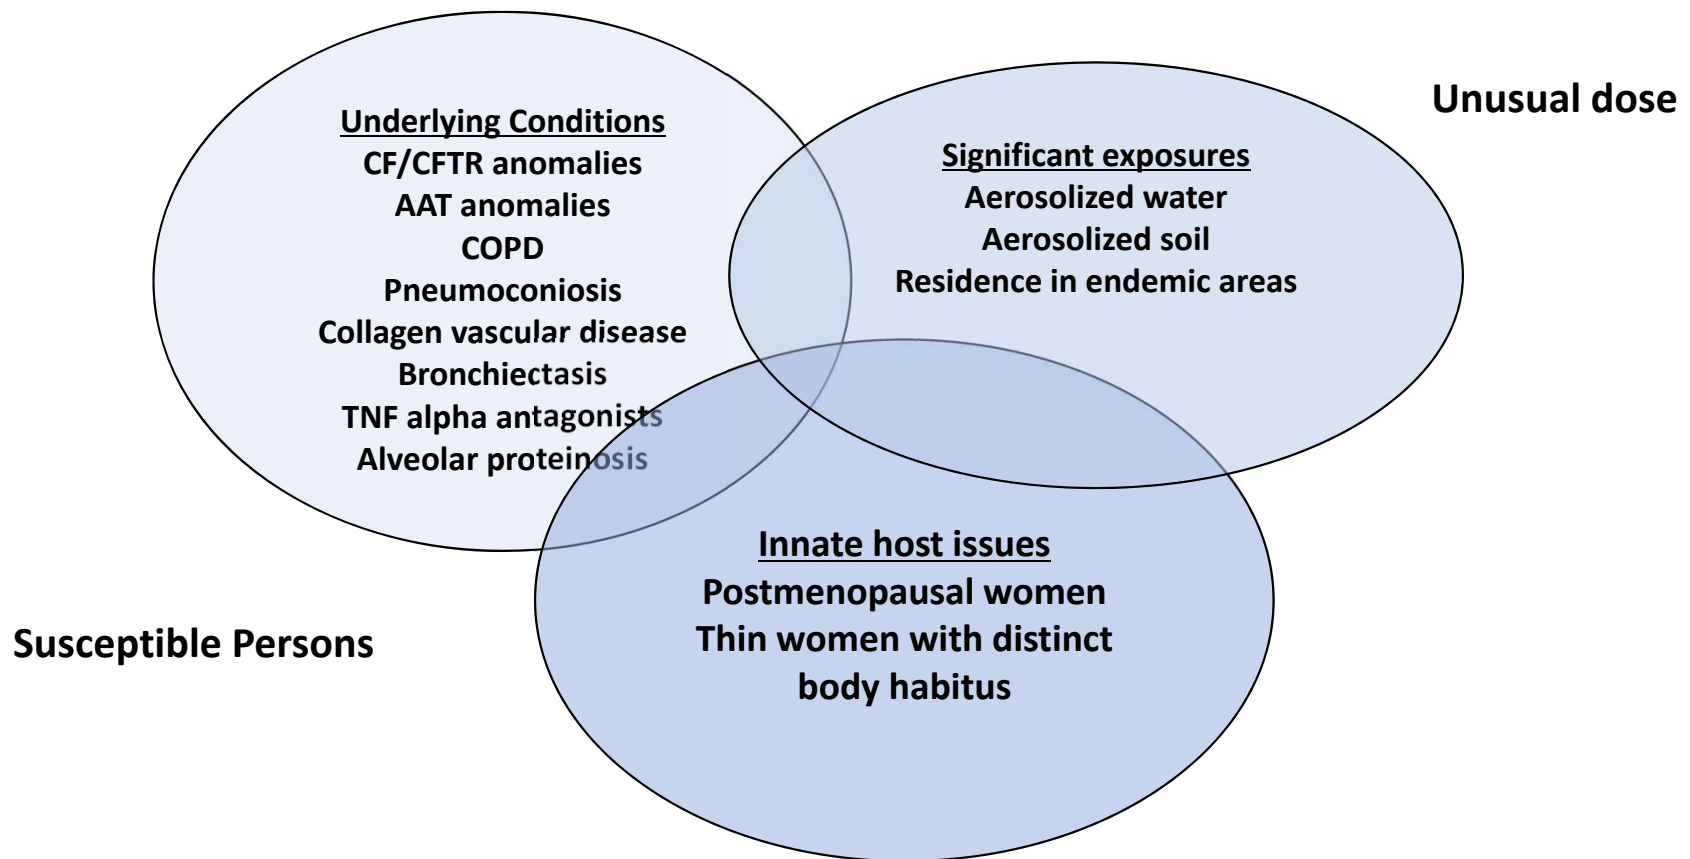 Underlying Conditions
CF/CFTR anomalies
AAT anomalies
COPD
Pneumoconiosis
Collagen vascular disease
Bronchiectasis
TNF alpha antagonists
Alveolar proteinosis
Unusual dose
Significant exposures
Aerosolized water
Aerosolized soil
Residence in endemic areas
Innate host issues
Postmenopausal women
Thin women with distinct
body habitus
Susceptible Persons